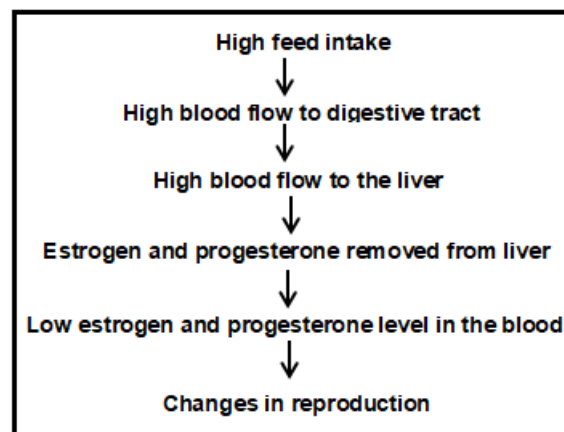 High feed intake
High blood flow to digestive tract
High blood flow to the liver
Estrogen and progesterone removed from liver
Low estrogen and progesterone level in the blood
Changes in reproduction